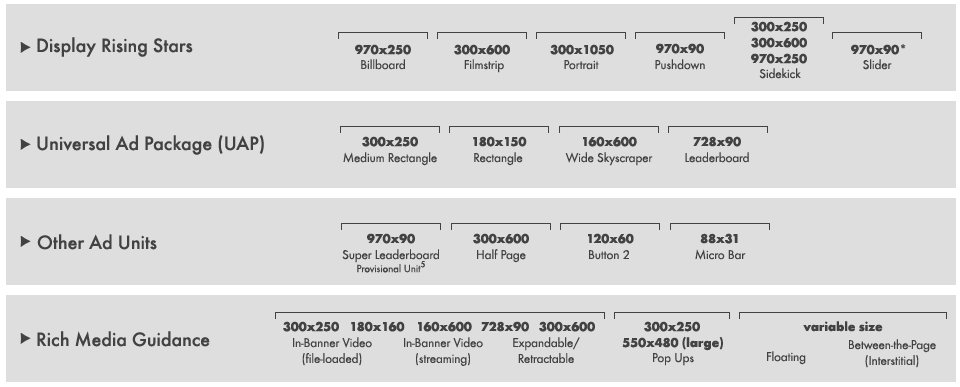 ▶ Display Rising Stars
970x250
Billboard
300x600
Filmstrip
300x1050
Portrait
970x90
Pushdown
300x250
300x600
970x250
Sidekick
970x90*
Slider
▶ Universal Ad Package (UAP)
300x250
Medium Rectangle
180x150
Rectangle
160x600
Wide Skyscraper
728x90
Leaderboard
▶ Other Ad Units
970x90
Super Leaderboard
Provisional Unit⁵
300x600
Half Page
120x60
Button 2
88x31
Micro Bar
▶ Rich Media Guidance
300x250 180x160 160x600 728x90 300x600
In-Banner Video
(file-loaded)
In-Banner Video
(streaming)
Expandable/
Retractable
300x250
550x480 (large)
Pop Ups
variable size
Floating
Between-the-Page
(Interstitial)